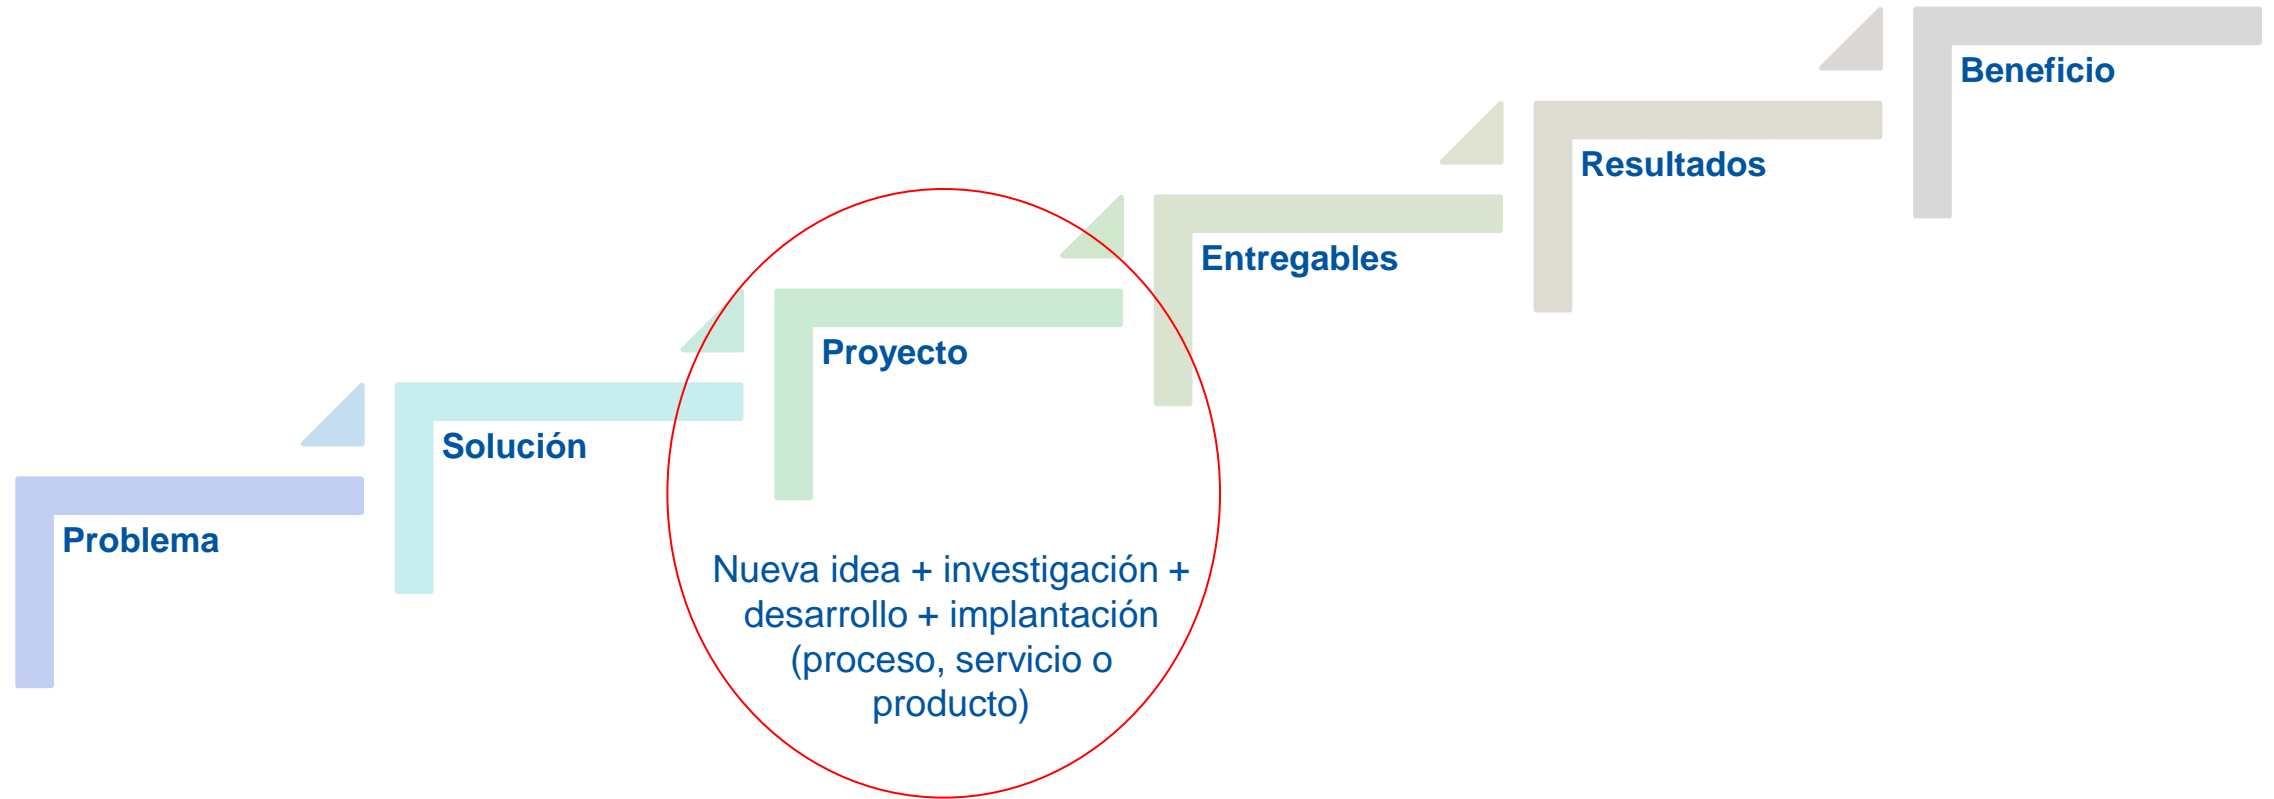 Problema
Solución
Proyecto
Nueva idea + investigación +
desarrollo + implantación
(proceso, servicio o
producto)
Entregables
Resultados
Beneficio